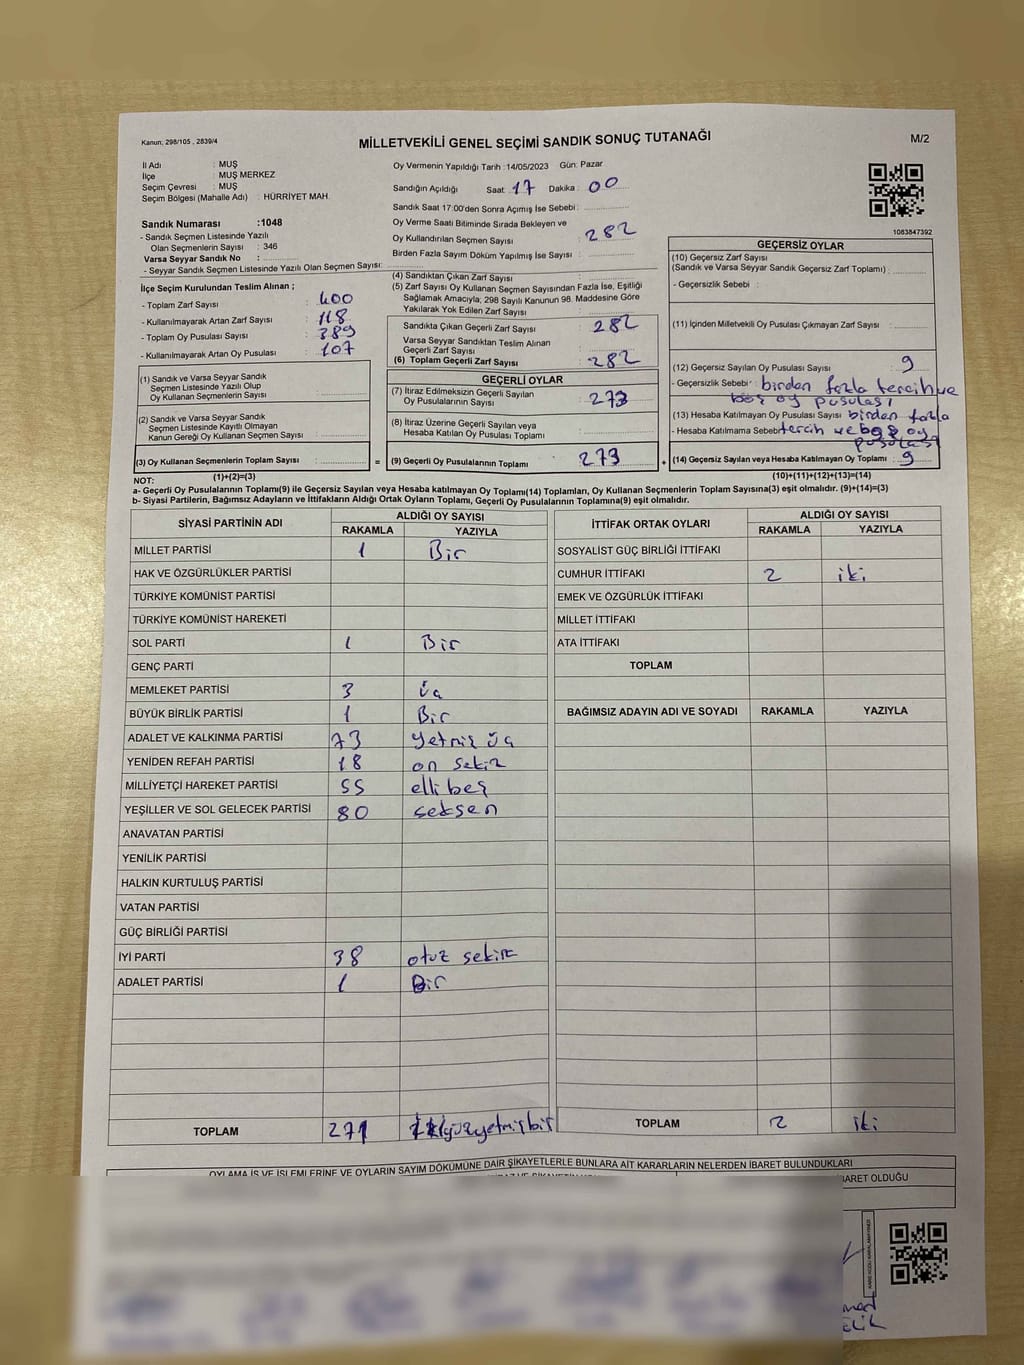 Kanun; 298/105 , 2839/4
MİLLETVEKİLİ GENEL SEÇİMİ SANDIK SONUÇ TUTANAĞI
M/2
İl Adı : MUŞ
İlçe : MUŞ MERKEZ
Seçim Çevresi : MUŞ
Seçim Bölgesi (Mahalle Adı) : HÜRRİYET MAH.
Sandık Numarası :1048
- Sandık Seçmen Listesinde Yazılı
Olan Seçmenlerin Sayısı : 346
Varsa Seyyar Sandık No :
- Seyyar Sandık Seçmen Listesinde Yazılı Olan Seçmen Sayısı:
İlçe Seçim Kurulundan Teslim Alınan ;
- Toplam Zarf Sayısı : 400
- Kullanılmayarak Artan Zarf Sayısı : 118
- Toplam Oy Pusulası Sayısı : 389
- Kullanılmayarak Artan Oy Pusulası : 107
(1) Sandık ve Varsa Seyyar Sandık
Seçmen Listesinde Yazılı Olup
Oy Kullanan Seçmenlerin Sayısı :
(2) Sandık ve Varsa Seyyar Sandık
Seçmen Listesinde Kayıtlı Olmayan
Kanun Gereği Oy Kullanan Seçmen Sayısı :
(3) Oy Kullanan Seçmenlerin Toplam Sayısı :
(1)+(2)=(3)
Oy Vermenin Yapıldığı Tarih :14/05/2023 Gün: Pazar
Sandığın Açıldığı Saat 17 Dakika : 00
Sandık Saat 17:00'den Sonra Açımış İse Sebebi :
Oy Verme Saati Bitiminde Sırada Bekleyen ve
Oy Kullandırılan Seçmen Sayısı : 282
Birden Fazla Sayım Döküm Yapılmış İse Sayısı :
(4) Sandıktan Çıkan Zarf Sayısı :
(5) Zarf Sayısı Oy Kullanan Seçmen Sayısından Fazla İse, Eşitliği
Sağlamak Amacıyla; 298 Sayılı Kanunun 98. Maddesine Göre
Yakılarak Yok Edilen Zarf Sayısı :
Sandıkta Çıkan Geçerli Zarf Sayısı : 282
Varsa Seyyar Sandıktan Teslim Alınan
Geçerli Zarf Sayısı :
(6) Toplam Geçerli Zarf Sayısı : 282
GEÇERLİ OYLAR
(7) İtiraz Edilmeksizin Geçerli Sayılan
Oy Pusulalarının Sayısı : 273
(8) İtiraz Üzerine Geçerli Sayılan veya
Hesaba Katılan Oy Pusulası Toplamı :
= (9) Geçerli Oy Pusulalarının Toplamı : 273
1083847392
GEÇERSİZ OYLAR
(10) Geçersiz Zarf Sayısı
(Sandık ve Varsa Seyyar Sandık Geçersiz Zarf Toplamı) :
- Geçersizlik Sebebi :
(11) İçinden Milletvekili Oy Pusulası Çıkmayan Zarf Sayısı :
(12) Geçersiz Sayılan Oy Pusulası Sayısı : 9
- Geçersizlik Sebebi : birden fazla tercih ve
boş oy pusulası
(13) Hesaba Katılmayan Oy Pusulası Sayısı birden fazla
- Hesaba Katılmama Sebebi tercih ve boş oy
pusulası
+ (14) Geçersiz Sayılan veya Hesaba Katılmayan Oy Toplamı : 9
(10)+(11)+(12)+(13)=(14)
NOT:
a- Geçerli Oy Pusulalarının Toplamı(9) ile Geçersiz Sayılan veya Hesaba katılmayan Oy Toplamı(14) Toplamları, Oy Kullanan Seçmenlerin Toplam Sayısına(3) eşit olmalıdır. (9)+(14)=(3)
b- Siyasi Partilerin, Bağımsız Adayların ve İttifakların Aldığı Ortak Oyların Toplamı, Geçerli Oy Pusulalarının Toplamına(9) eşit olmalıdır.
SİYASİ PARTİNİN ADI ALDIĞI OY SAYISI
RAKAMLA YAZIYLA
MİLLET PARTİSİ 1 Bir
HAK VE ÖZGÜRLÜKLER PARTİSİ
TÜRKİYE KOMÜNİST PARTİSİ
TÜRKİYE KOMÜNİST HAREKETİ
SOL PARTİ 1 Bir
GENÇ PARTİ
MEMLEKET PARTİSİ 3 üç
BÜYÜK BİRLİK PARTİSİ 1 Bir
ADALET VE KALKINMA PARTİSİ 73 Yetmiş üç
YENİDEN REFAH PARTİSİ 18 on sekiz
MİLLİYETÇİ HAREKET PARTİSİ 55 elli beş
YEŞİLLER VE SOL GELECEK PARTİSİ 80 seksen
ANAVATAN PARTİSİ
YENİLİK PARTİSİ
HALKIN KURTULUŞ PARTİSİ
VATAN PARTİSİ
GÜÇ BİRLİĞİ PARTİSİ
İYİ PARTİ 38 otuz sekiz
ADALET PARTİSİ 1 Bir
TOPLAM 271 ikiyüzyetmişbir
İTTİFAK ORTAK OYLARI ALDIĞI OY SAYISI
RAKAMLA YAZIYLA
SOSYALİST GÜÇ BİRLİĞİ İTTİFAKI
CUMHUR İTTİFAKI 2 iki
EMEK VE ÖZGÜRLÜK İTTİFAKI
MİLLET İTTİFAKI
ATA İTTİFAKI
TOPLAM
BAĞIMSIZ ADAYIN ADI VE SOYADI RAKAMLA YAZIYLA
TOPLAM 2 iki
OYLAMA İŞ VE İŞLEMLERİNE VE OYLARIN SAYIM DÖKÜMÜNE DAİR ŞİKAYETLERLE BUNLARA AİT KARARLARIN NELERDEN İBARET BULUNDUKLARI
BARET OLDUĞU